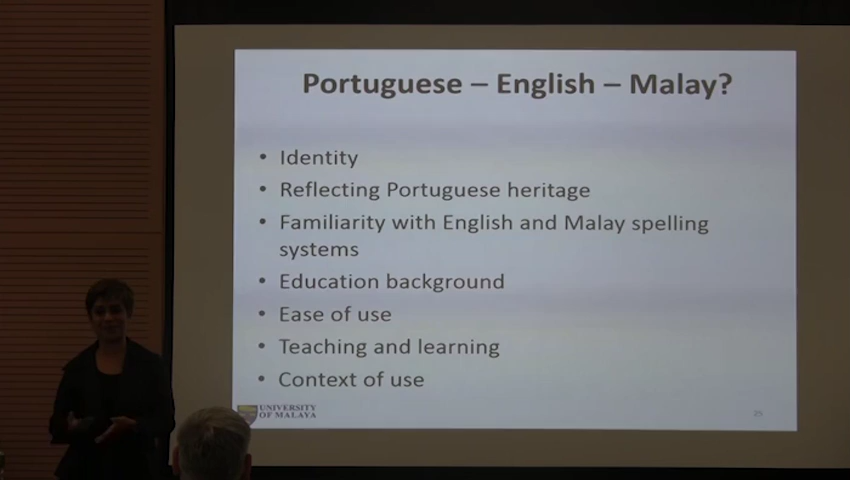 Portuguese – English – Malay?
• Identity
• Reflecting Portuguese heritage
• Familiarity with English and Malay spelling
systems
• Education background
• Ease of use
• Teaching and learning
• Context of use
UNIVERSITY
OF MALAYA
25